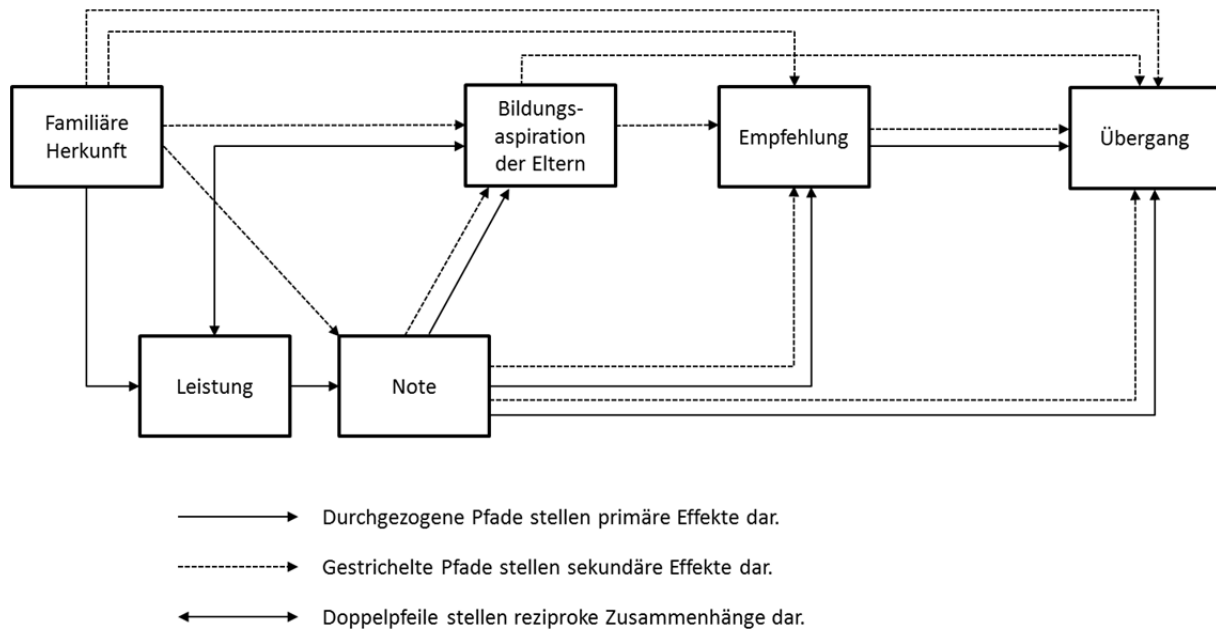 Familiäre
Herkunft
Bildungs-
aspiration
der Eltern
Empfehlung
Übergang
Leistung
Note
Durchgezogene Pfade stellen primäre Effekte dar.
Gestrichelte Pfade stellen sekundäre Effekte dar.
Doppelpfeile stellen reziproke Zusammenhänge dar.